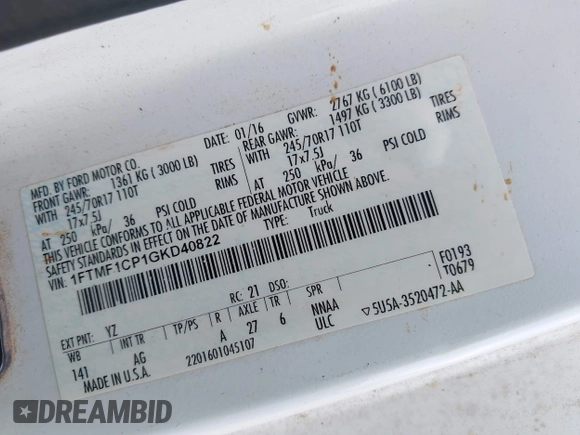 MFD. BY FORD MOTOR CO.
DATE: 01/16 GVWR: 2767 KG ( 6100 LB)
FRONT GAWR: 1361 KG ( 3000 LB) REAR GAWR: 1497 KG ( 3300 LB)
WITH 245/70R17 110T TIRES WITH 245/70R17 110T TIRES
17x7.5J RIMS 17x7.5J RIMS
AT 250 kPa/ 36 PSI COLD AT 250 kPa/ 36 PSI COLD
THIS VEHICLE CONFORMS TO ALL APPLICABLE FEDERAL MOTOR VEHICLE
SAFETY STANDARDS IN EFFECT ON THE DATE OF MANUFACTURE SHOWN ABOVE.
VIN: 1FTMF1CP1GKD40822 TYPE: Truck
F0193
T0679
EXT PNT: YZ RC: 21 DSO:
WB INT TR TP/PS R AXLE TR SPR
141 AG A 27 6 NNAA
ULC
MADE IN U.S.A. 2201601045107 5U5A-3520472-AA
DREAMBID